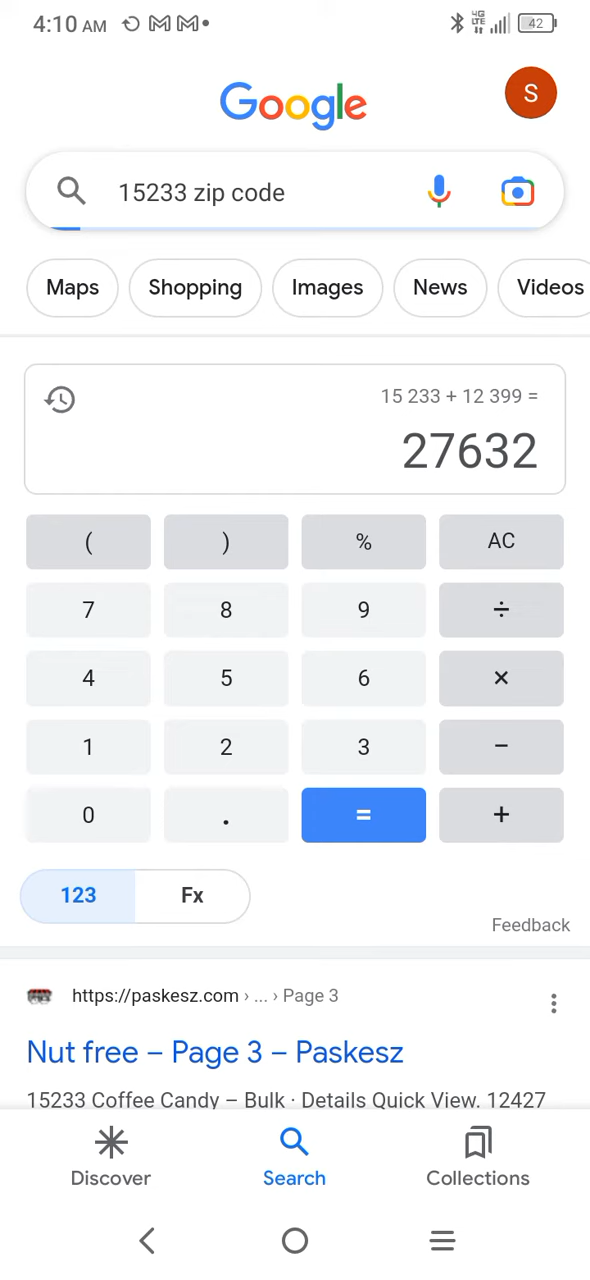 4:10 AM
4G
LTE
42
Google
S
15233 zip code
Maps
Shopping
Images
News
Videos
15 233 + 12 399 =
27632
(
)
%
AC
7
8
9
÷
4
5
6
×
1
2
3
−
0
.
=
+
123
Fx
Feedback
https://paskesz.com › ... › Page 3
Nut free – Page 3 – Paskesz
15233 Coffee Candy – Bulk · Details Quick View. 12427
Discover
Search
Collections